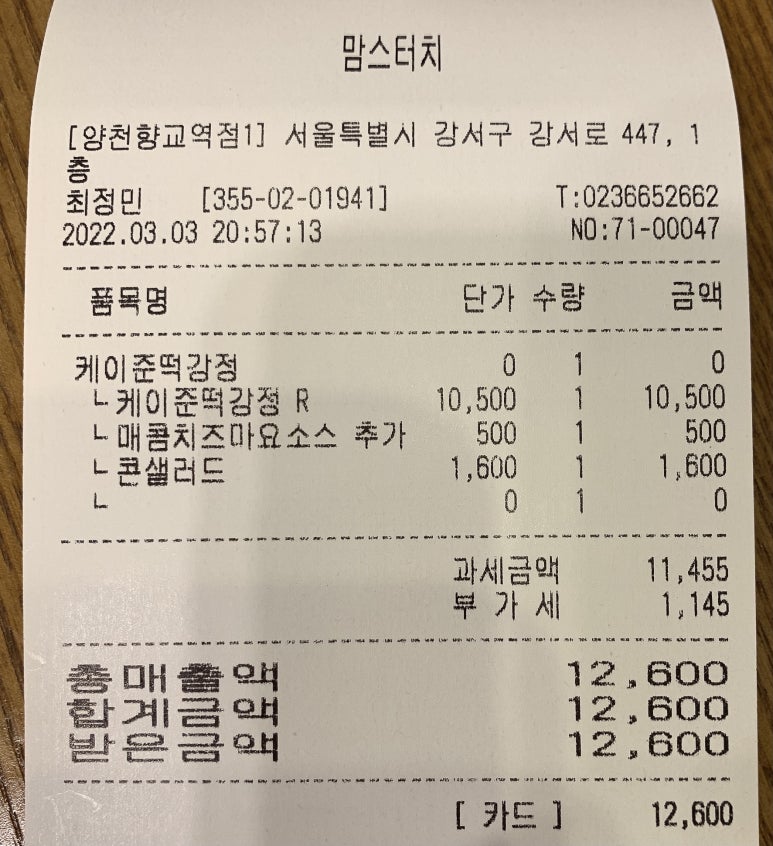 맘스터치
[양천향교역점1] 서울특별시 강서구 강서로 447, 1
층
최정민 [355-02-01941] T:0236652662
2022.03.03 20:57:13 NO:71-00047
품목명 단가 수량 금액
케이준떡강정 0 1 0
└케이준떡강정 R 10,500 1 10,500
└매콤치즈마요소스 추가 500 1 500
└콘샐러드 1,600 1 1,600
└ 0 1 0
과세금액 11,455
부 가 세 1,145
총매출액 12,600
합계금액 12,600
받은금액 12,600
[ 카드 ] 12,600